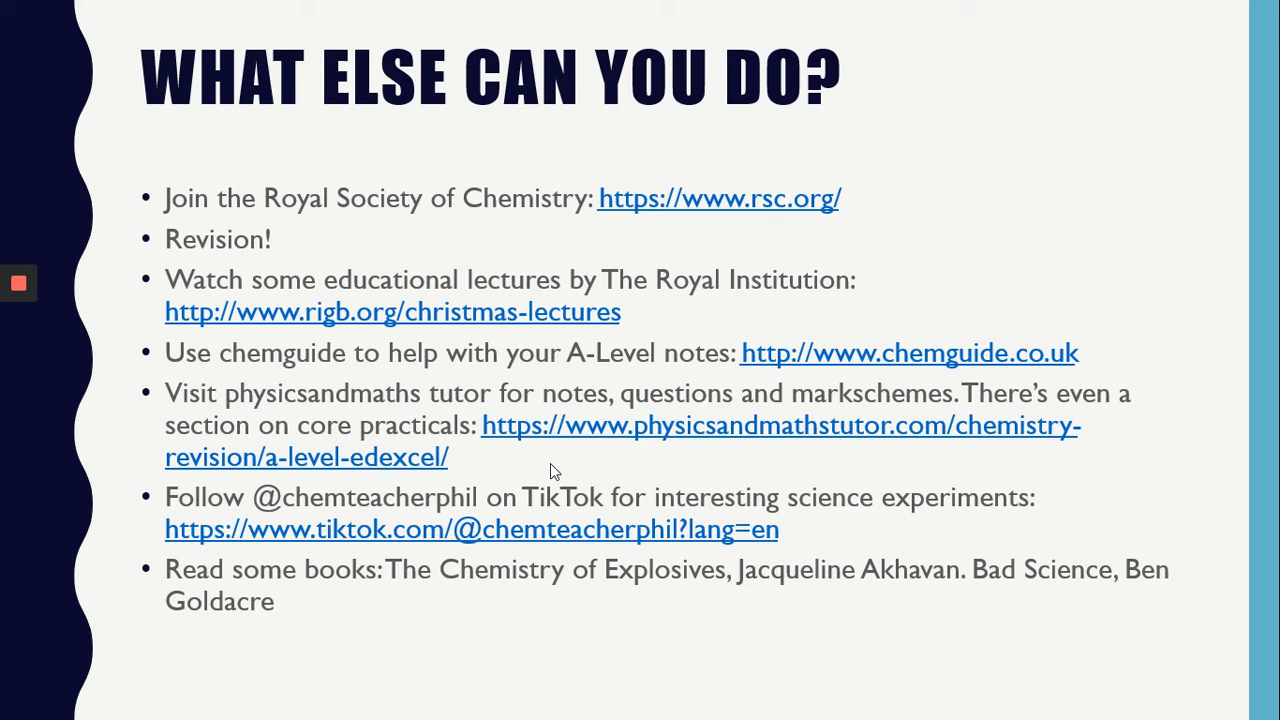 WHAT ELSE CAN YOU DO?
• Join the Royal Society of Chemistry: https://www.rsc.org/
• Revision!
• Watch some educational lectures by The Royal Institution:
http://www.rigb.org/christmas-lectures
• Use chemguide to help with your A-Level notes: http://www.chemguide.co.uk
• Visit physicsandmaths tutor for notes, questions and markschemes. There’s even a
section on core practicals: https://www.physicsandmathstutor.com/chemistry-
revision/a-level-edexcel/
• Follow @chemteacherphil on TikTok for interesting science experiments:
https://www.tiktok.com/@chemteacherphil?lang=en
• Read some books: The Chemistry of Explosives, Jacqueline Akhavan. Bad Science, Ben
Goldacre